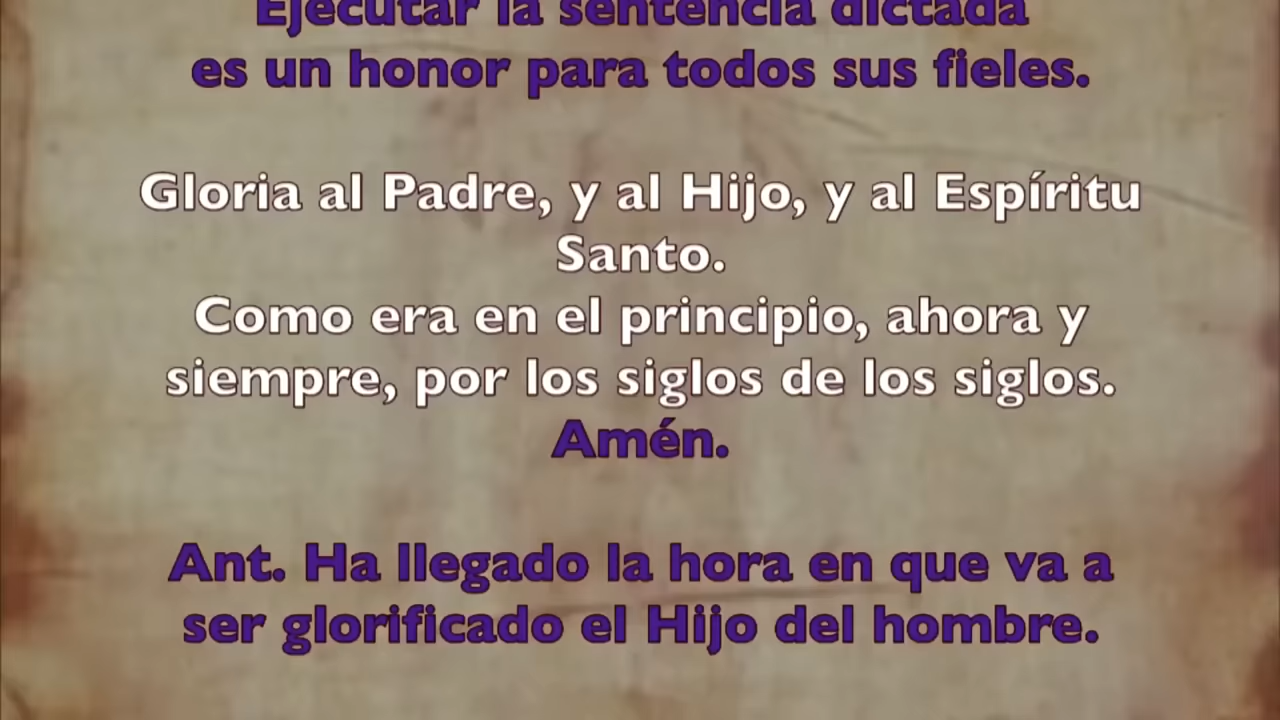 Ejecutar la sentencia dictada
es un honor para todos sus fieles.
Gloria al Padre, y al Hijo, y al Espíritu
Santo.
Como era en el principio, ahora y
siempre, por los siglos de los siglos.
Amén.
Ant. Ha llegado la hora en que va a
ser glorificado el Hijo del hombre.